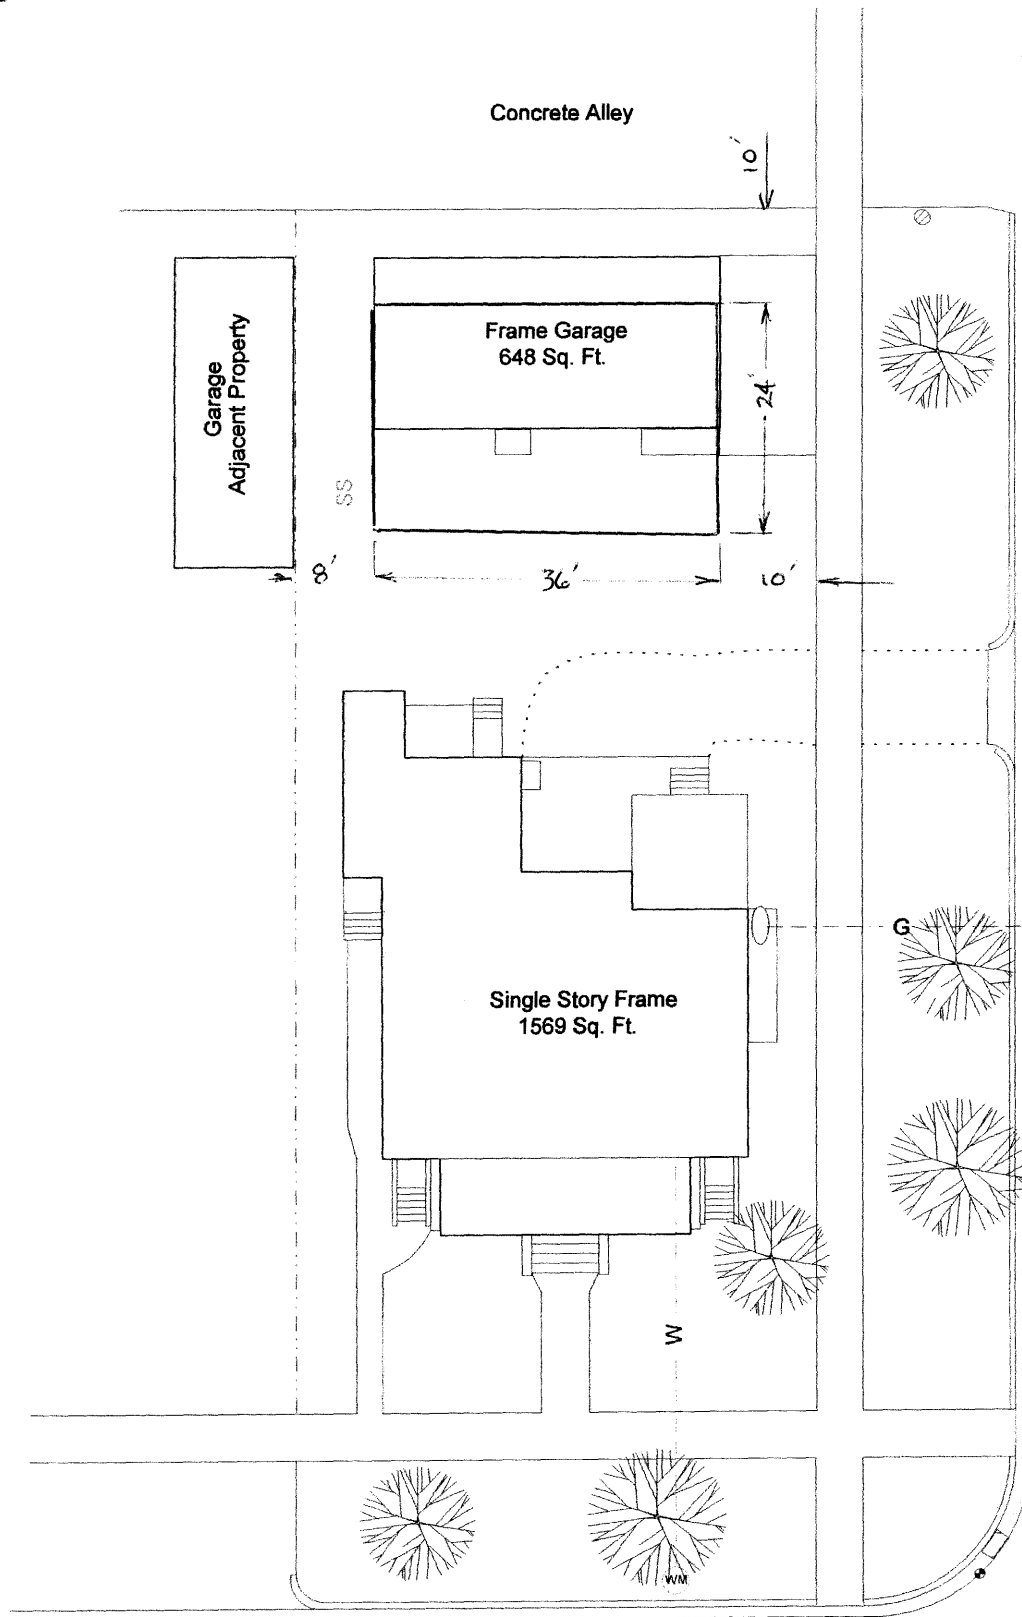 Concrete Alley
10'
Frame Garage
648 Sq. Ft.
Garage
Adjacent Property
24'
SS
8'
36'
10'
G
Single Story Frame
1569 Sq. Ft.
W
WM